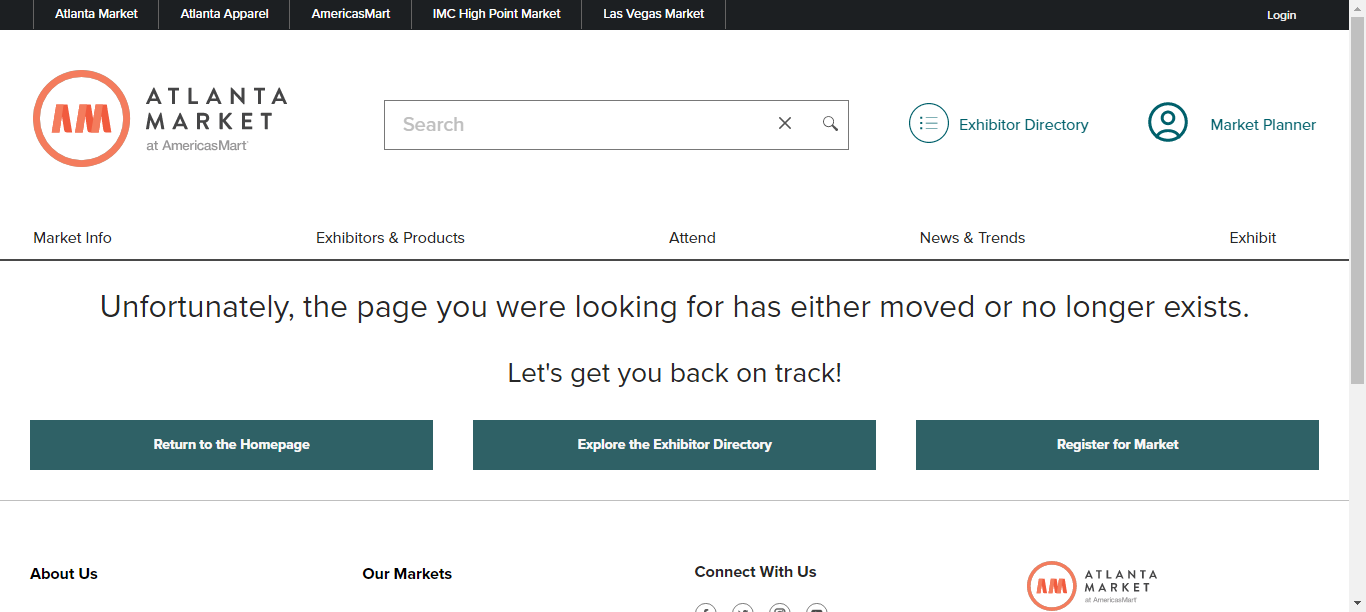 Atlanta Market
Atlanta Apparel
AmericasMart
IMC High Point Market
Las Vegas Market
Login
ATLANTA
MARKET
at AmericasMart
Search
Exhibitor Directory
Market Planner
Market Info
Exhibitors & Products
Attend
News & Trends
Exhibit
Unfortunately, the page you were looking for has either moved or no longer exists.
Let's get you back on track!
Return to the Homepage
Explore the Exhibitor Directory
Register for Market
About Us
Our Markets
Connect With Us
ATLANTA
MARKET
at AmericasMart